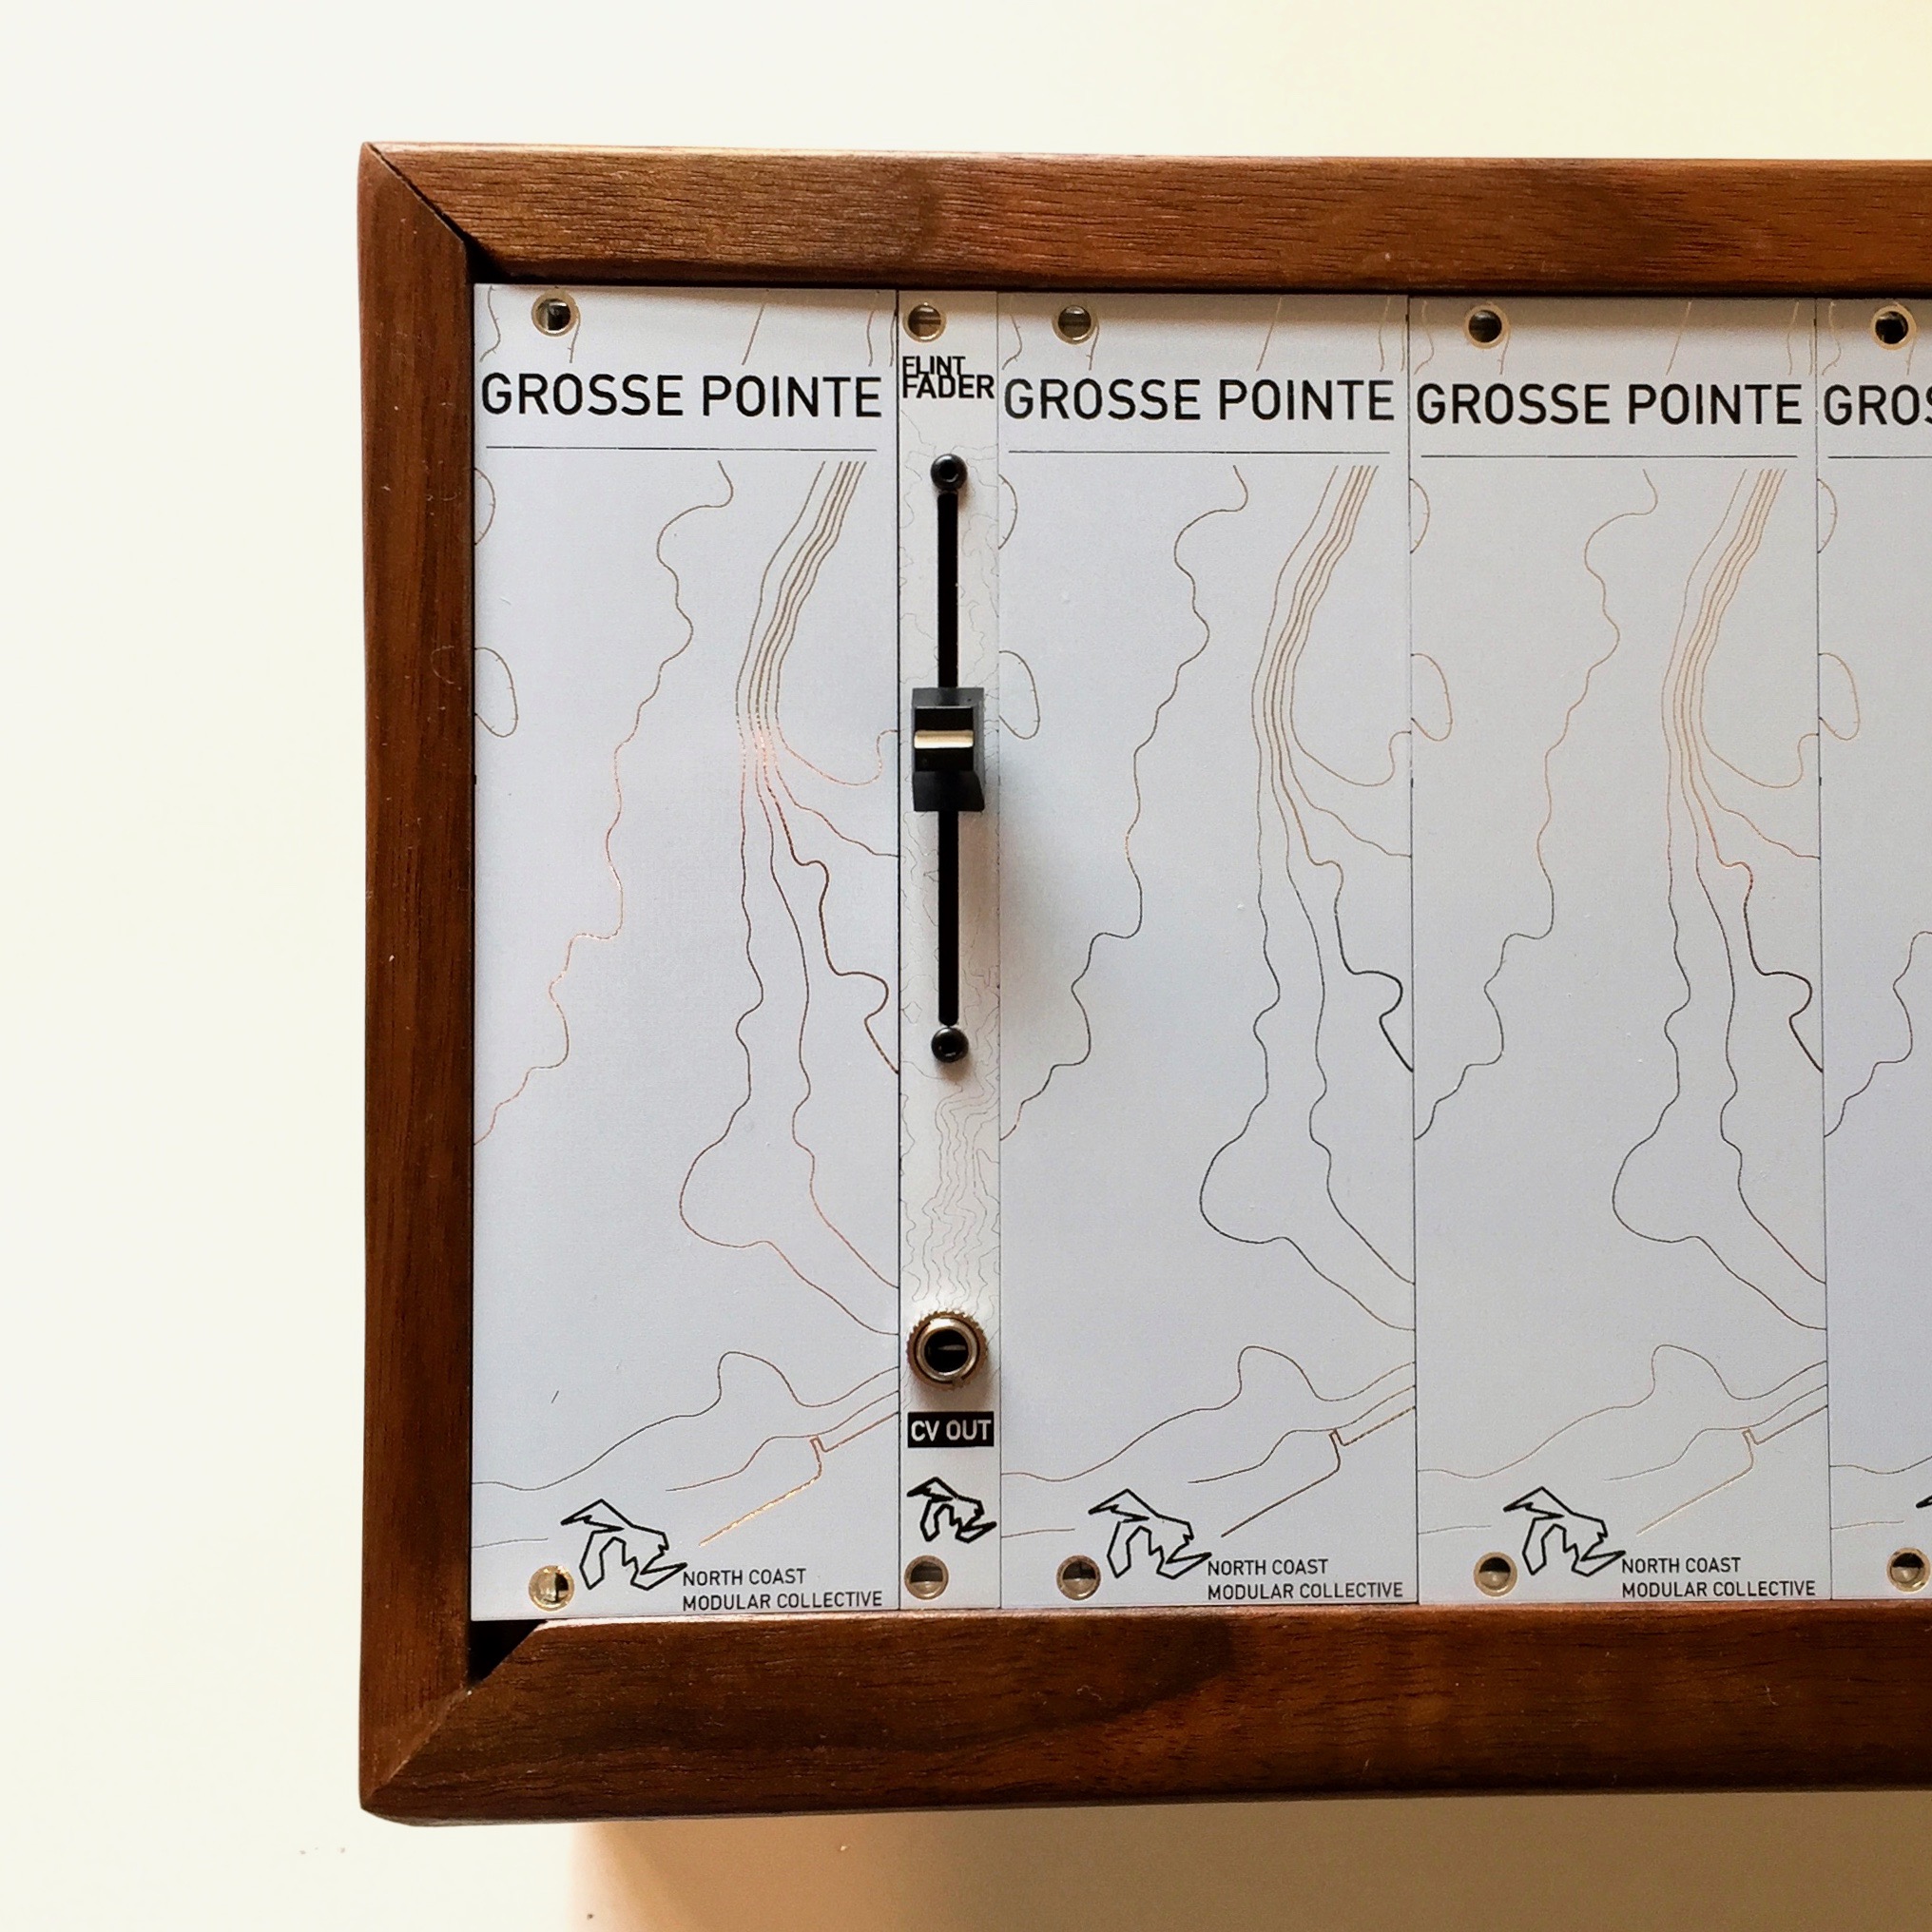 GROSSE POINTE
NORTH COAST
MODULAR COLLECTIVE
FLINT
FADER
CV OUT
GROSSE POINTE
NORTH COAST
MODULAR COLLECTIVE
GROSSE POINTE
NORTH COAST
MODULAR COLLECTIVE
GROS